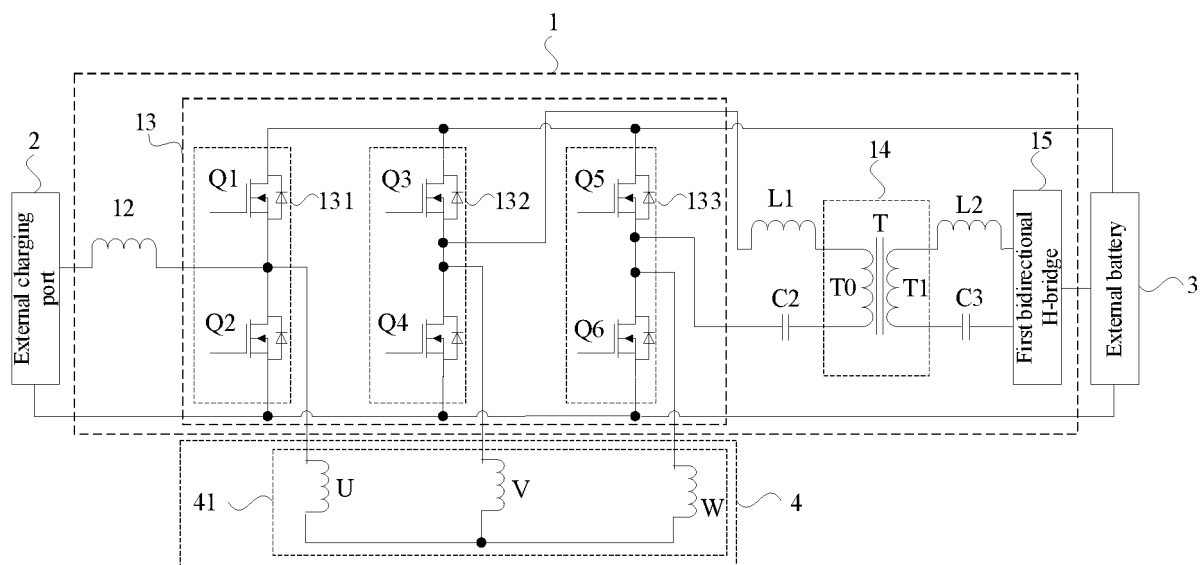 1
13
2
Q1
131
Q3
132
Q5
133
14
15
L1
T
L2
12
External charging
port
T0
T1
First bidirectional
H-bridge
External battery
3
Q2
Q4
Q6
C2
C3
41
U
V
W
4